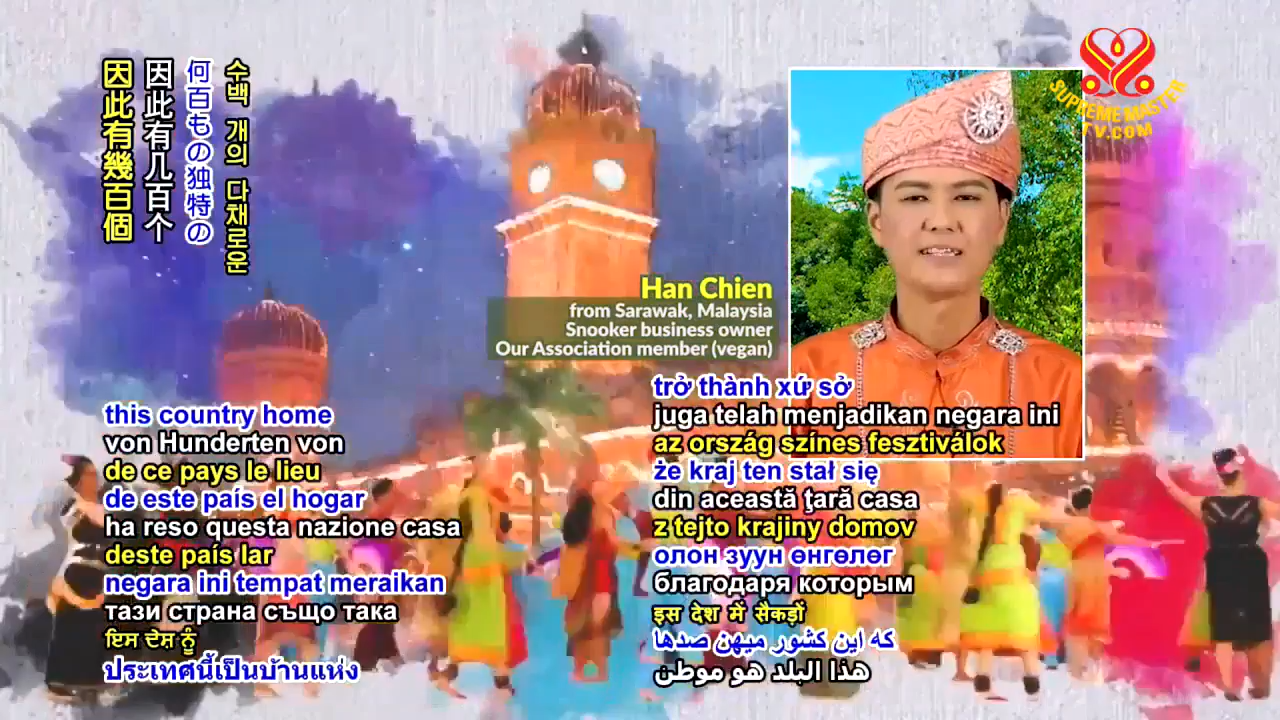 수백 개의 다채로운
何百もの独特の
因此有几百个
因此有幾百個
SUPREME MASTER
TV.COM
Han Chien
from Sarawak, Malaysia
Snooker business owner
Our Association member (vegan)
this country home
von Hunderten von
de ce pays le lieu
de este país el hogar
ha reso questa nazione casa
deste país lar
negara ini tempat meraikan
тази страна също така
ਇਸ ਦੇਸ਼ ਨੂੰ
ประเทศนี้เป็นบ้านแห่ง
trở thành xứ sở
juga telah menjadikan negara ini
az ország színes fesztiválok
że kraj ten stał się
din această ţară casa
z tejto krajiny domov
олон зуун өнгөлөг
благодаря которым
इस देश में सैकड़ों
که این کشور میهن صدها
هذا البلد هو موطن